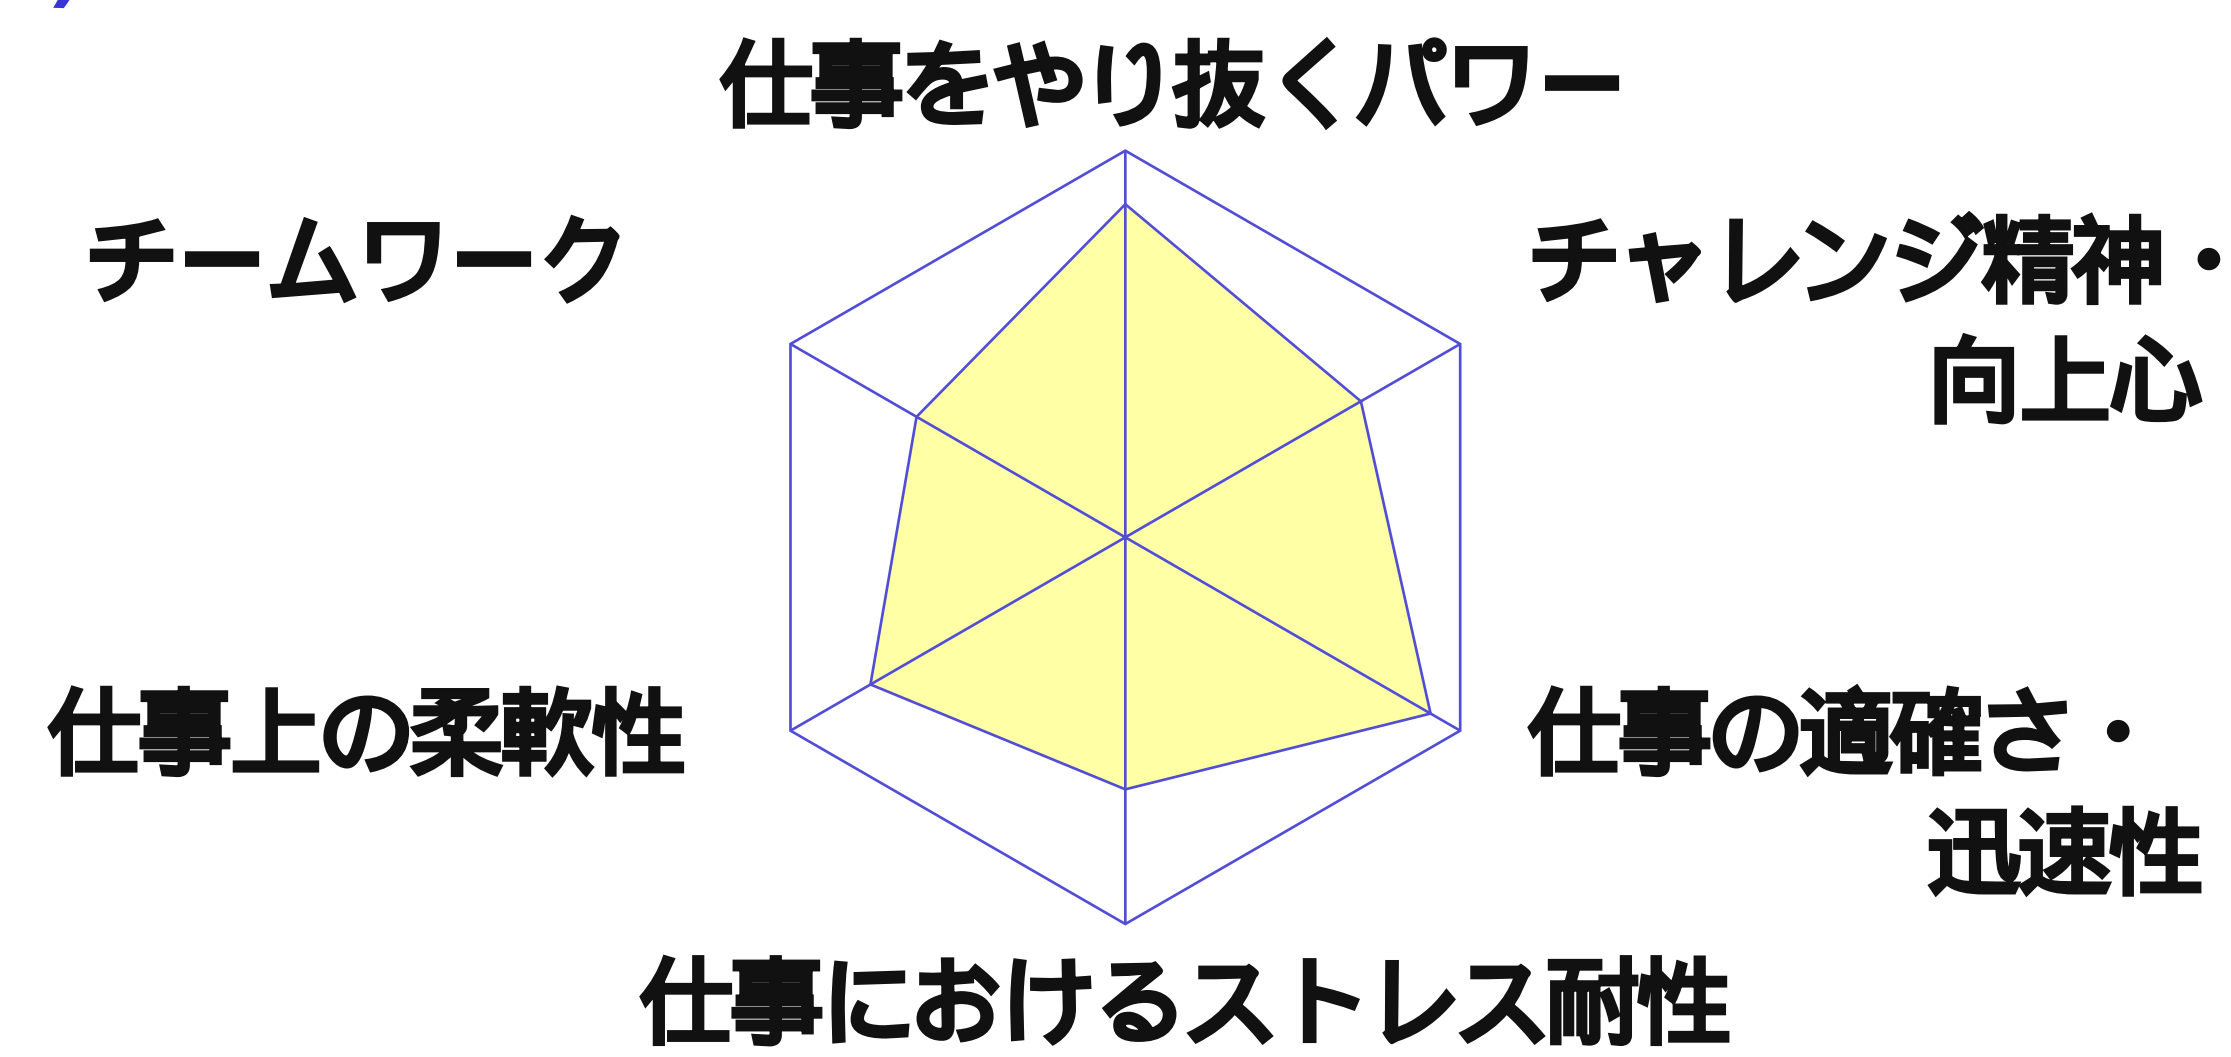 仕事をやり抜くパワー
チームワーク
チャレンジ精神・
向上心
仕事上の柔軟性
仕事の適確さ・
迅速性
仕事におけるストレス耐性